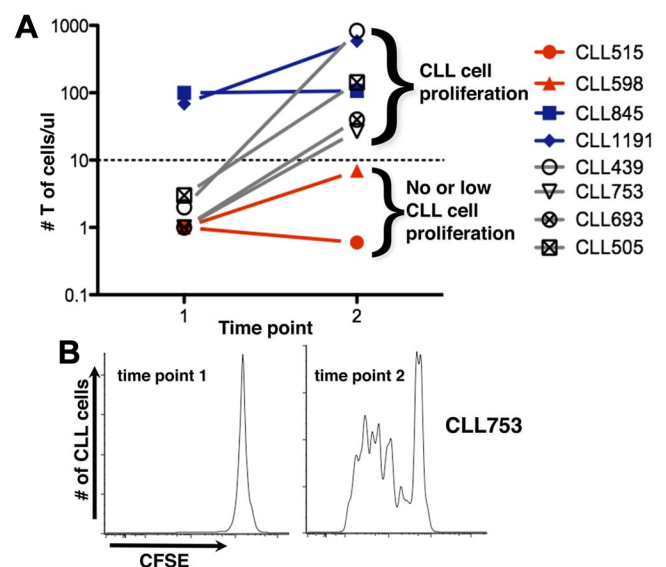 A
# T of cells/ul
1000
100
10
1
0.1
1
2
Time point
CLL cell
proliferation
No or low
CLL cell
proliferation
CLL515
CLL598
CLL845
CLL1191
CLL439
CLL753
CLL693
CLL505
B
# of CLL cells
time point 1
time point 2
CLL753
CFSE